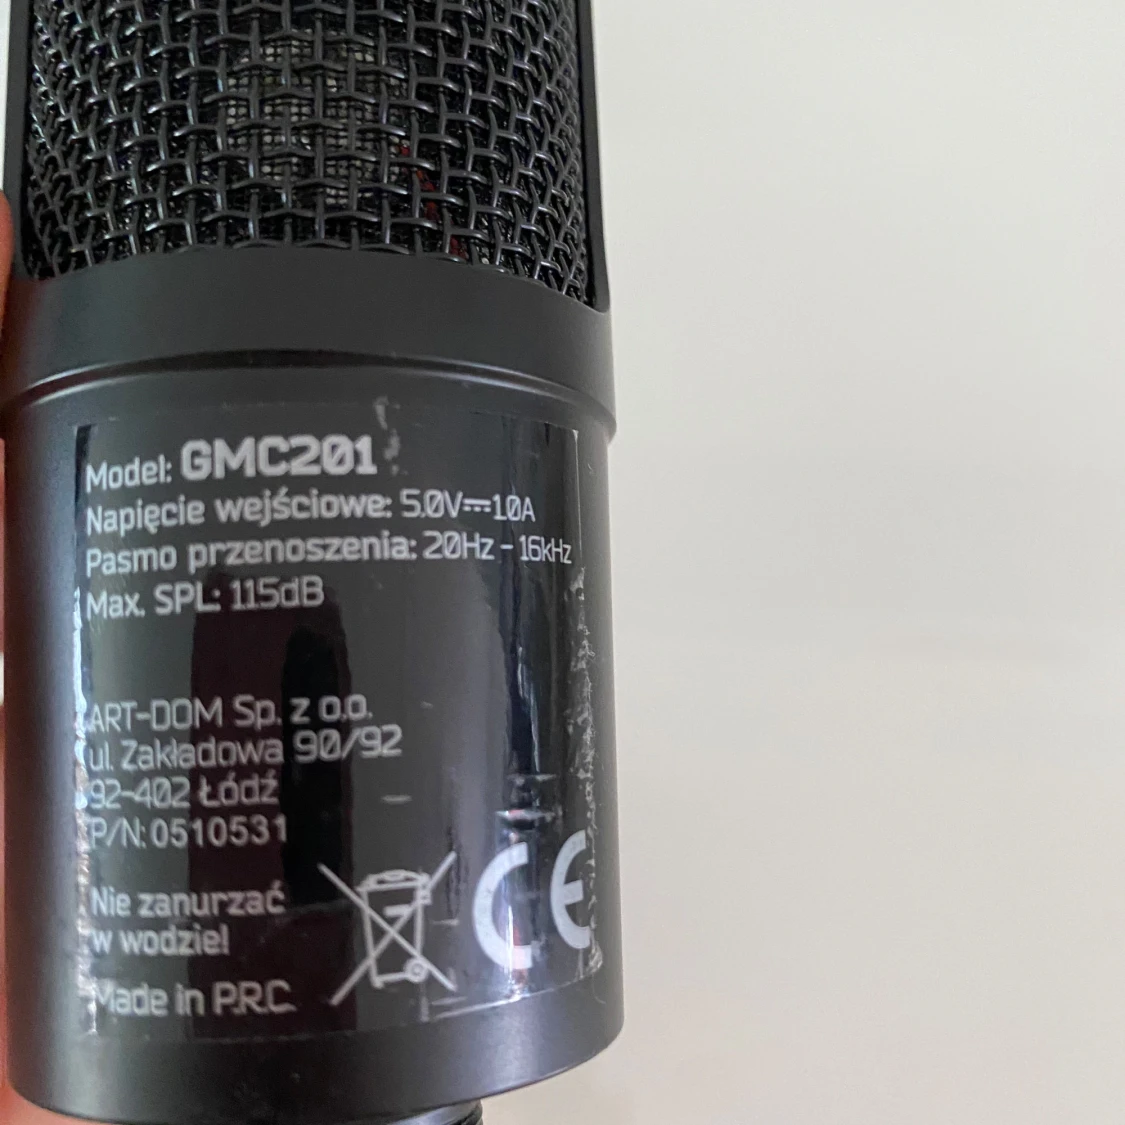 Model: GMC201
Napięcie wejściowe: 5.0V⎓1.0A
Pasmo przenoszenia: 20Hz - 16kHz
Max. SPL: 115dB
ART-DOM Sp. z o.o.
ul. Zakładowa 90/92
92-402 Łódź
P/N: 0510531
Nie zanurzać
w wodzie!
CE
Made in P.R.C.